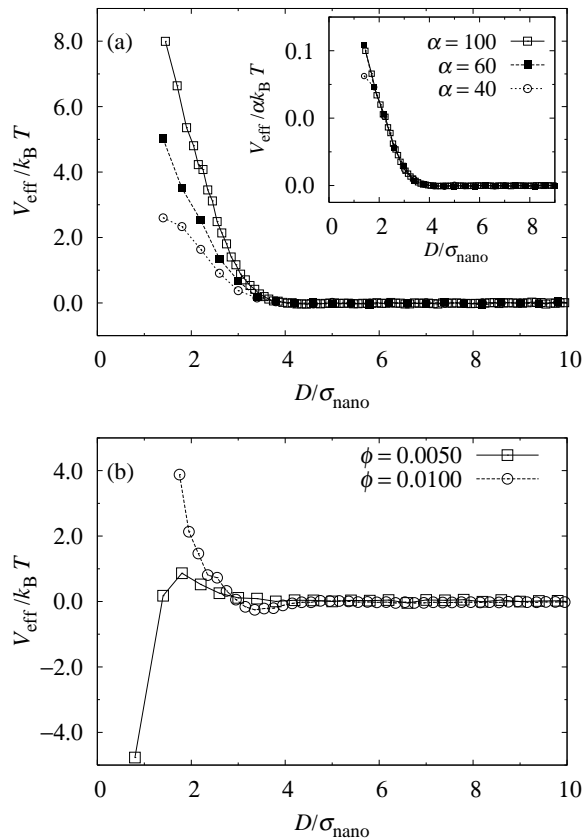 (a)
8.0
6.0
4.0
2.0
0.0
V_eff/k_B T
0 2 4 6 8 10
D/σ_nano
α = 100
α = 60
α = 40
0.1
0.0
0.0
V_eff/αk_B T
0 2 4 6 8
D/σ_nano
(b)
φ = 0.0050
φ = 0.0100
4.0
2.0
0.0
−2.0
−4.0
V_eff/k_B T
0 2 4 6 8 10
D/σ_nano